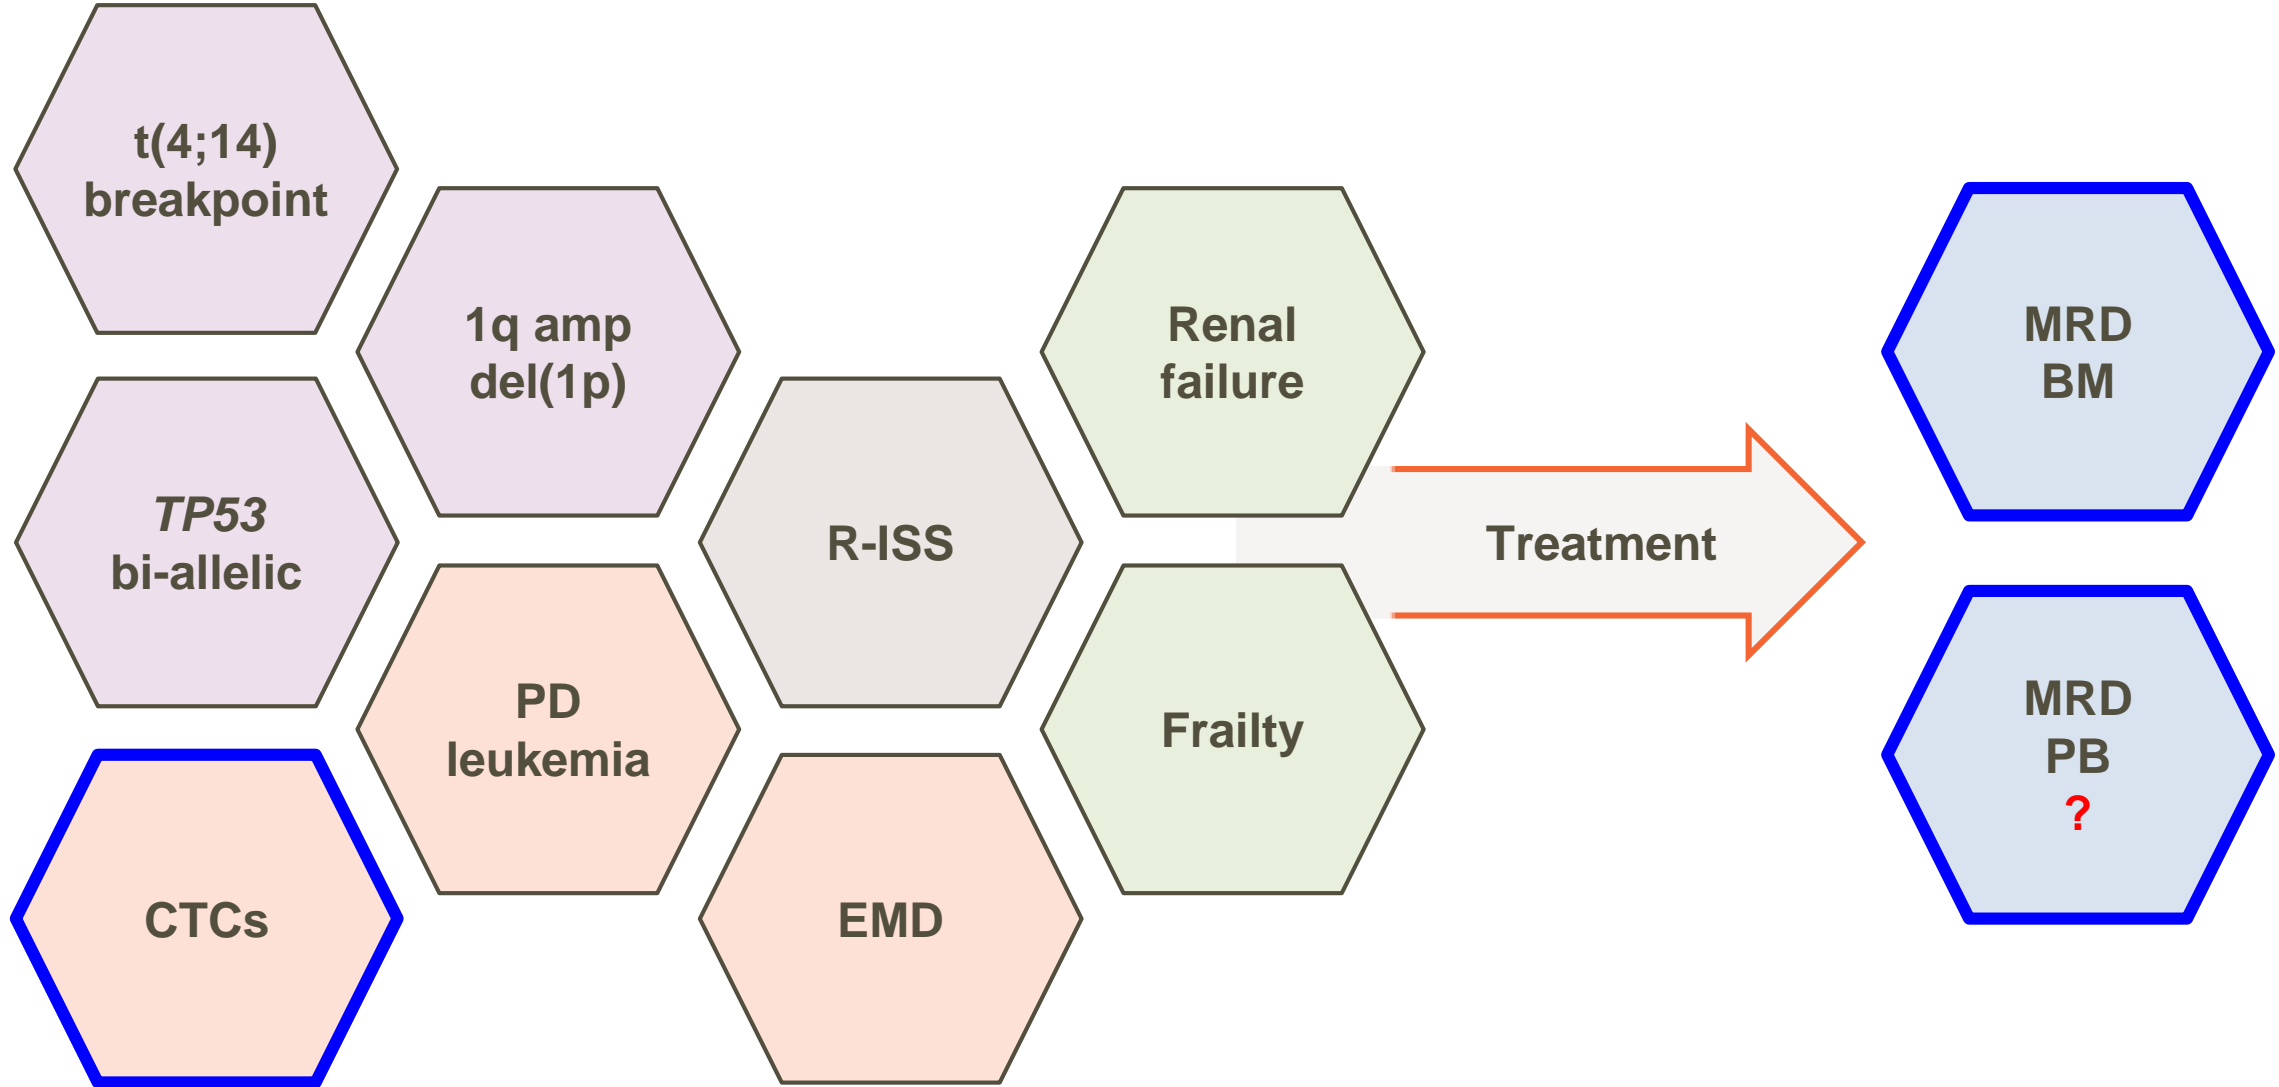 t(4;14)
breakpoint
1q amp
del(1p)
Renal
failure
MRD
BM
TP53
bi-allelic
R-ISS
Treatment
PD
leukemia
Frailty
MRD
PB
?
CTCs
EMD